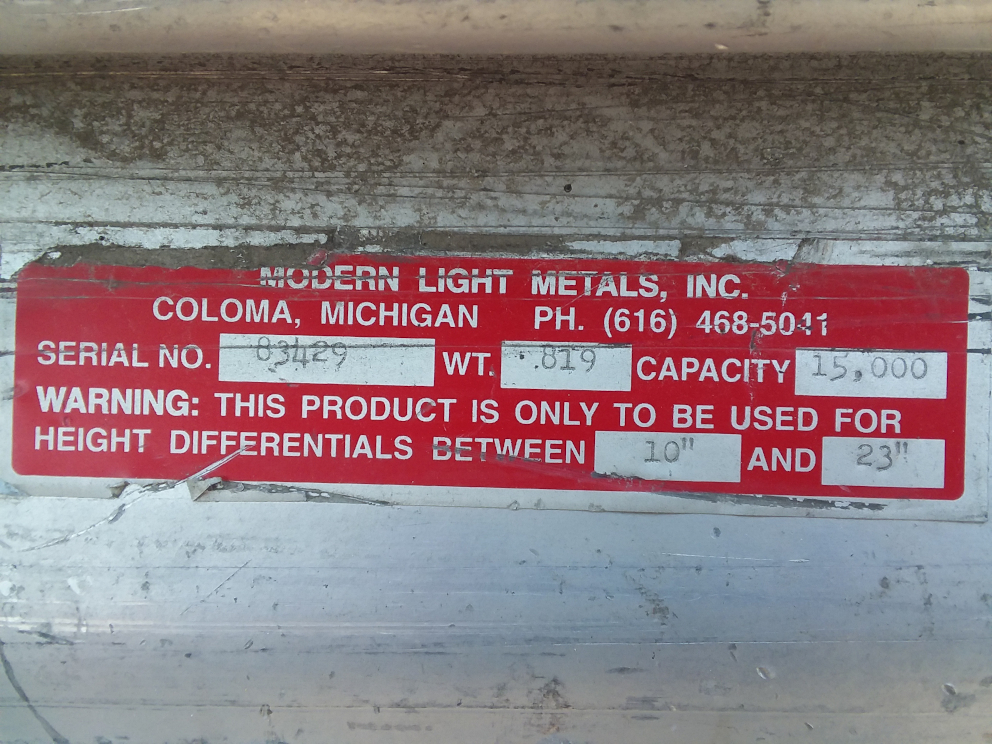 MODERN LIGHT METALS, INC.
COLOMA, MICHIGAN PH. (616) 468-5041
SERIAL NO. 83429 WT. 819 CAPACITY 15,000
WARNING: THIS PRODUCT IS ONLY TO BE USED FOR
HEIGHT DIFFERENTIALS BETWEEN 10" AND 23"